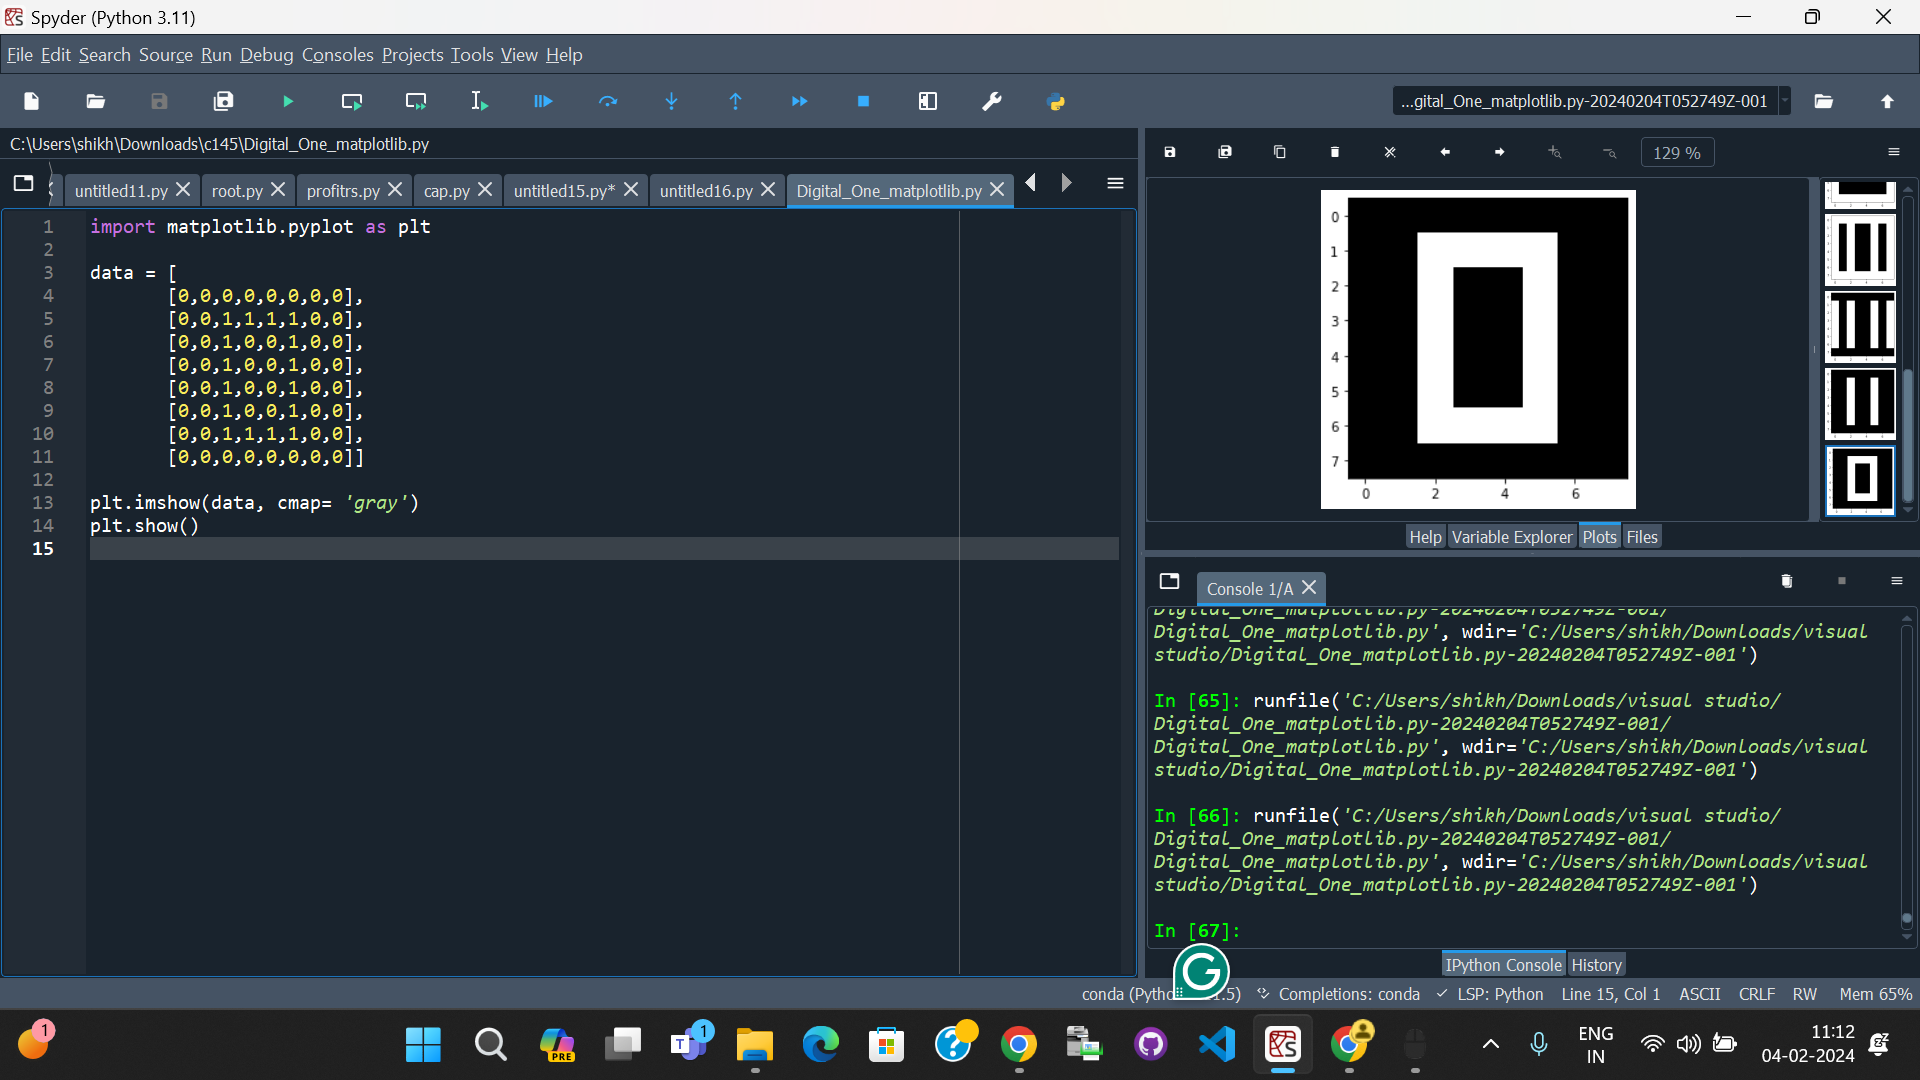 Spyder (Python 3.11)
File Edit Search Source Run Debug Consoles Projects Tools View Help
...gital_One_matplotlib.py-20240204T052749Z-001
C:\Users\shikh\Downloads\c145\Digital_One_matplotlib.py
129 %
untitled11.py root.py profitrs.py cap.py untitled15.py* untitled16.py Digital_One_matplotlib.py
1 import matplotlib.pyplot as plt
2
3 data = [
4 [0,0,0,0,0,0,0,0],
5 [0,0,1,1,1,1,0,0],
6 [0,0,1,0,0,1,0,0],
7 [0,0,1,0,0,1,0,0],
8 [0,0,1,0,0,1,0,0],
9 [0,0,1,0,0,1,0,0],
10 [0,0,1,1,1,1,0,0],
11 [0,0,0,0,0,0,0,0]]
12
13 plt.imshow(data, cmap= 'gray')
14 plt.show()
15
0
1
2
3
4
5
6
7
0 2 4 6
Help Variable Explorer Plots Files
Console 1/A
Digital_One_matplotlib.py-20240204T052749Z-001/
Digital_One_matplotlib.py', wdir='C:/Users/shikh/Downloads/visual
studio/Digital_One_matplotlib.py-20240204T052749Z-001')
In [65]: runfile('C:/Users/shikh/Downloads/visual studio/
Digital_One_matplotlib.py-20240204T052749Z-001/
Digital_One_matplotlib.py', wdir='C:/Users/shikh/Downloads/visual
studio/Digital_One_matplotlib.py-20240204T052749Z-001')
In [66]: runfile('C:/Users/shikh/Downloads/visual studio/
Digital_One_matplotlib.py-20240204T052749Z-001/
Digital_One_matplotlib.py', wdir='C:/Users/shikh/Downloads/visual
studio/Digital_One_matplotlib.py-20240204T052749Z-001')
In [67]:
IPython Console History
conda Completions: conda LSP: Python Line 15, Col 1 ASCII CRLF RW Mem 65%
1
PRE
1
ENG
IN
11:12
04-02-2024